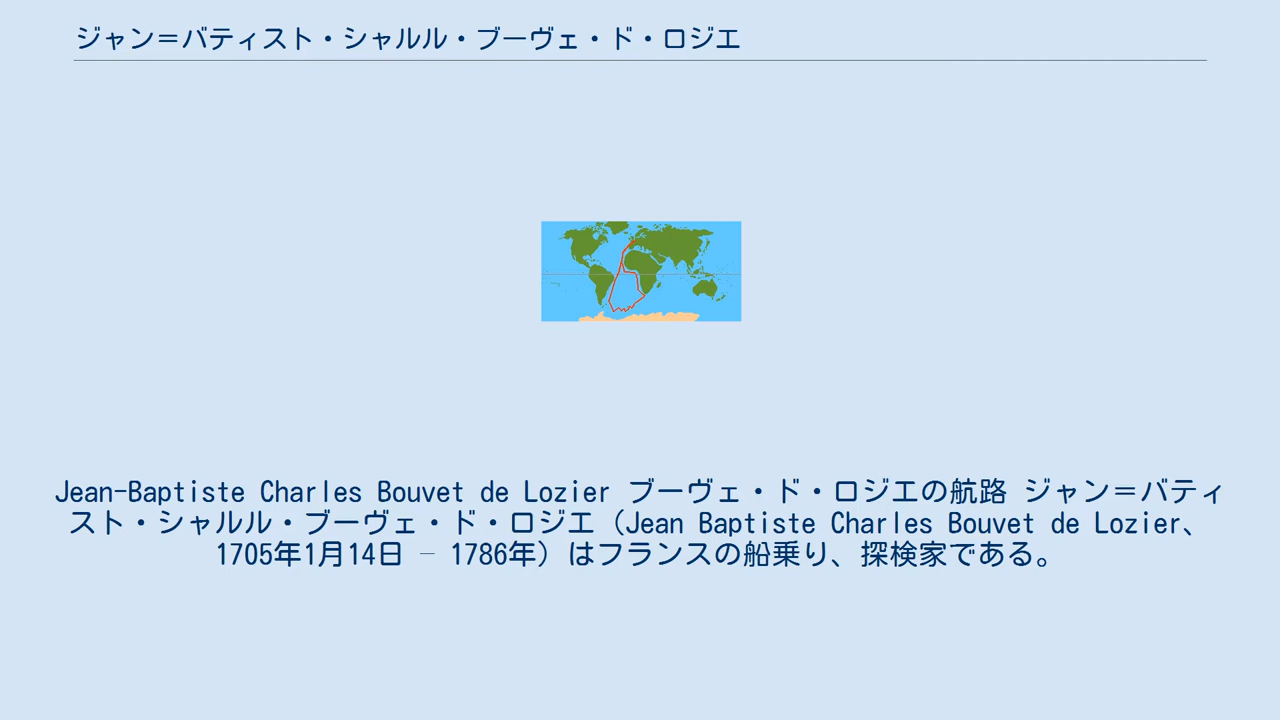 ジャン＝バティスト・シャルル・ブーヴェ・ド・ロジエ
Jean-Baptiste Charles Bouvet de Lozier ブーヴェ・ド・ロジエの航路 ジャン＝バティ
スト・シャルル・ブーヴェ・ド・ロジエ（Jean Baptiste Charles Bouvet de Lozier、
1705年1月14日 – 1786年）はフランスの船乗り、探検家である。